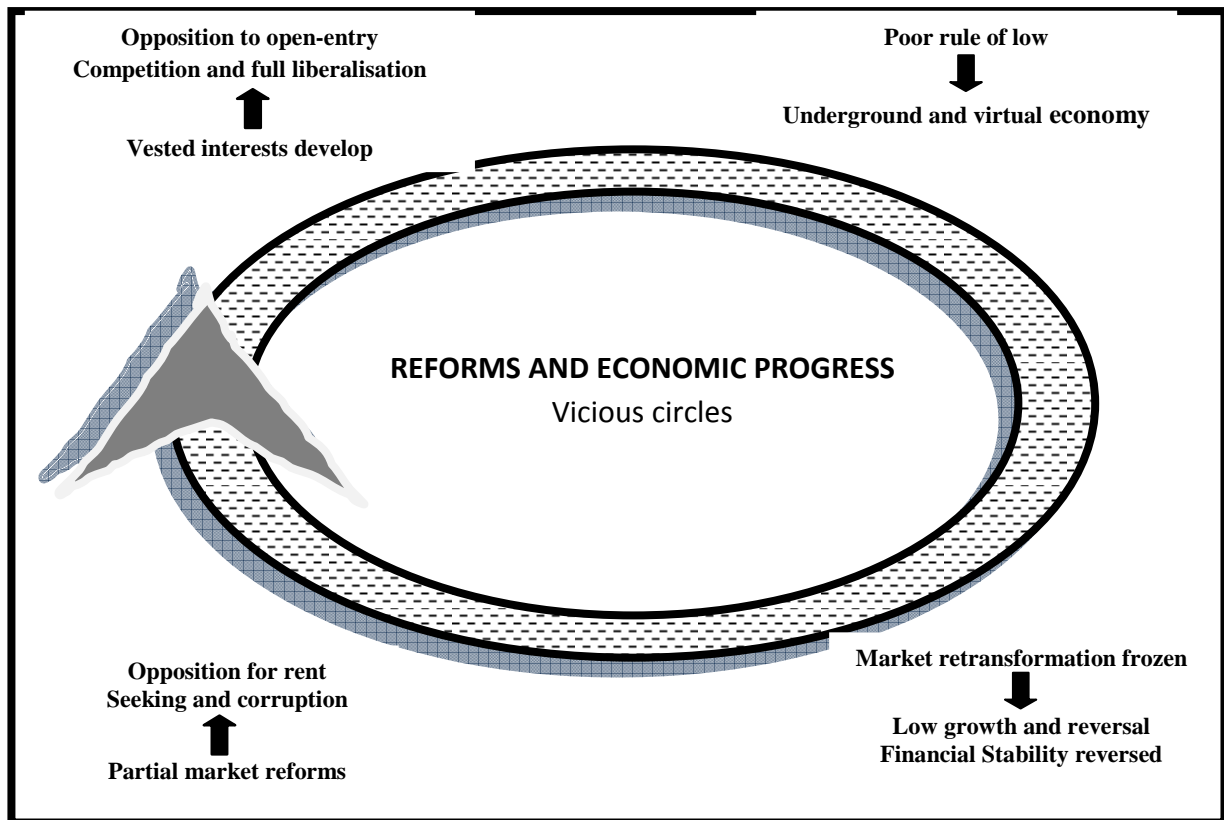 Opposition to open-entry
Competition and full liberalisation
Vested interests develop
Poor rule of low
Underground and virtual economy
REFORMS AND ECONOMIC PROGRESS
Vicious circles
Opposition for rent
Seeking and corruption
Partial market reforms
Market retransformation frozen
Low growth and reversal
Financial Stability reversed